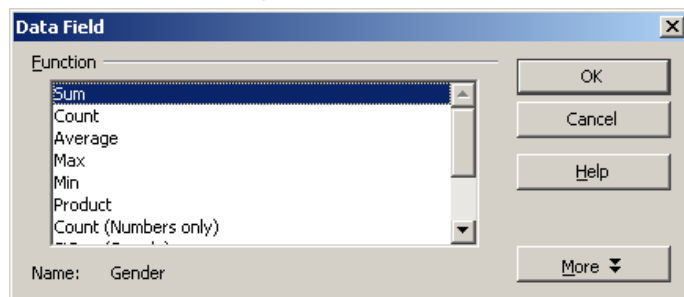 Data Field
Function
Sum
Count
Average
Max
Min
Product
Count (Numbers only)
Name: Gender
OK
Cancel
Help
More